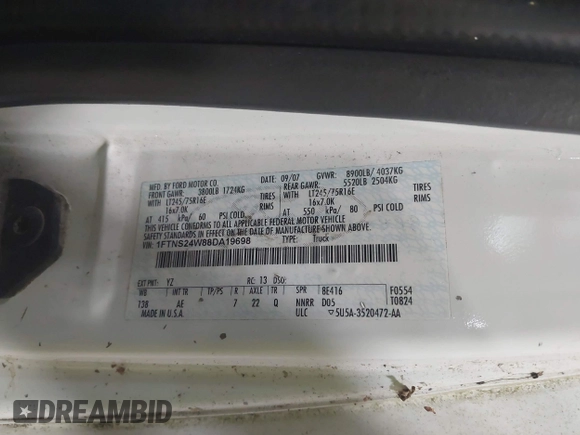 MFD. BY FORD MOTOR CO.
DATE: 09/07 GVWR: 8900LB/ 4037KG
FRONT GAWR: 3800LB 1724KG REAR GAWR: 5520LB 2504KG
WITH LT245/75R16E TIRES WITH LT245/75R16E TIRES
16x7.0K RIMS 16x7.0K RIMS
AT 415 kPa/ 60 PSI COLD AT 550 kPa/ 80 PSI COLD
THIS VEHICLE CONFORMS TO ALL APPLICABLE FEDERAL MOTOR VEHICLE
SAFETY STANDARDS IN EFFECT ON DATE OF MANUFACTURE SHOWN ABOVE
VIN: 1FTNS24W88DA19698 TYPE: Truck
EXT PNT: YZ RC: 13 DSO:
WB INT TR TP/PS R AXLE TR SPR 8E416 F0554
138 AE 7 22 Q NNRR D05 T0824
MADE IN U.S.A. ULC ▽5U5A-3520472-AA
DREAMBID